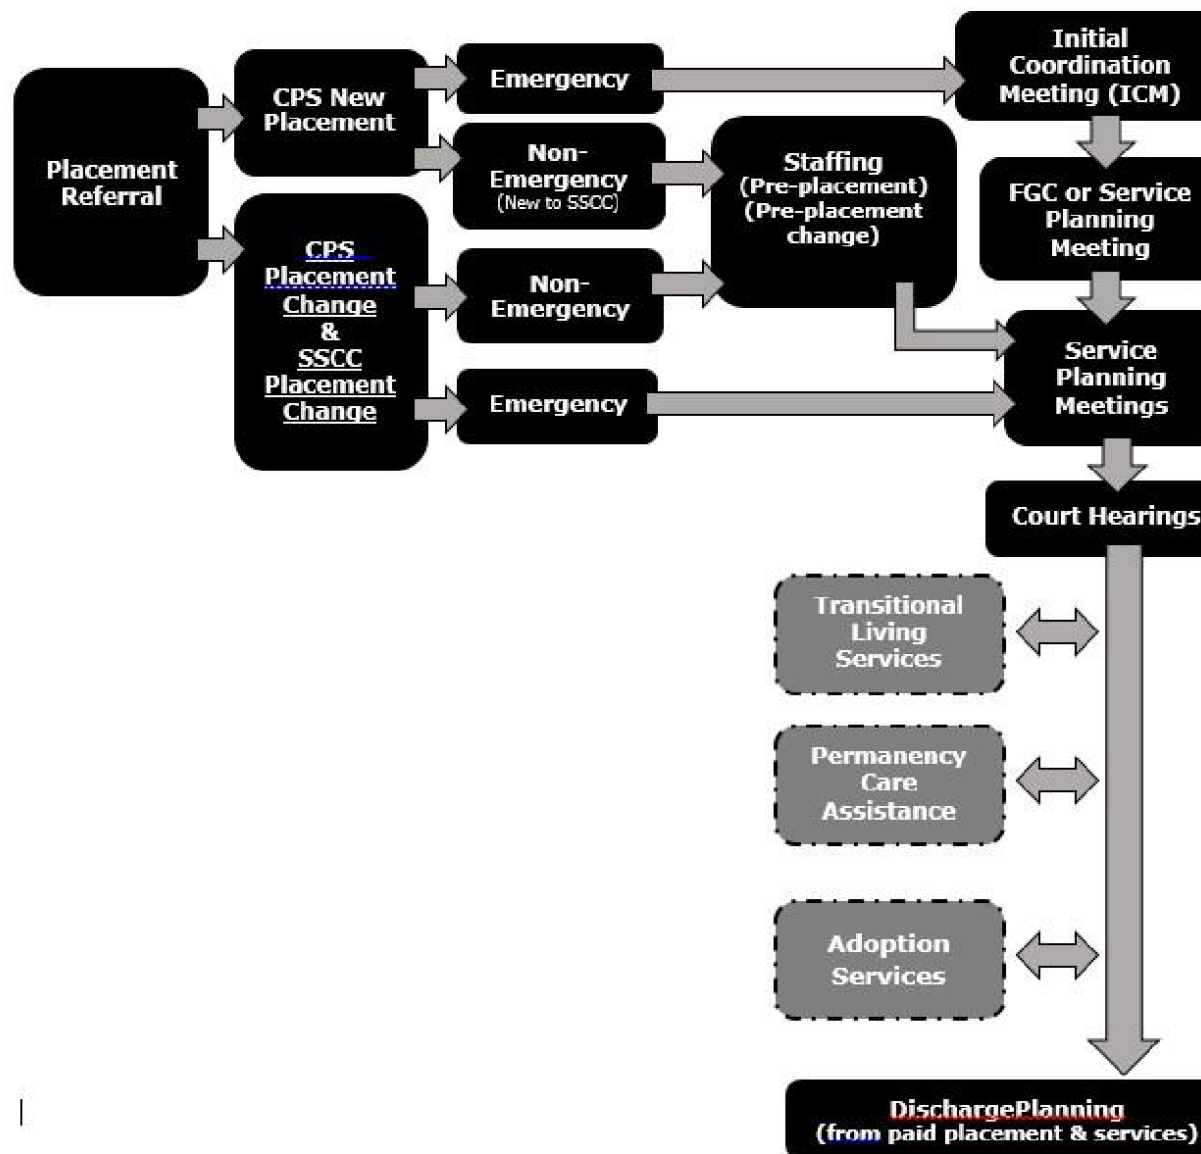 Placement
Referral
CPS New
Placement
CPS
Placement
Change
&
SSCC
Placement
Change
Emergency
Non-
Emergency
(New to SSCC)
Non-
Emergency
Emergency
Staffing
(Pre-placement)
(Pre-placement
change)
Initial
Coordination
Meeting (ICM)
FGC or Service
Planning
Meeting
Service
Planning
Meetings
Court Hearings
Transitional
Living
Services
Permanency
Care
Assistance
Adoption
Services
DischargePlanning
(from paid placement & services)